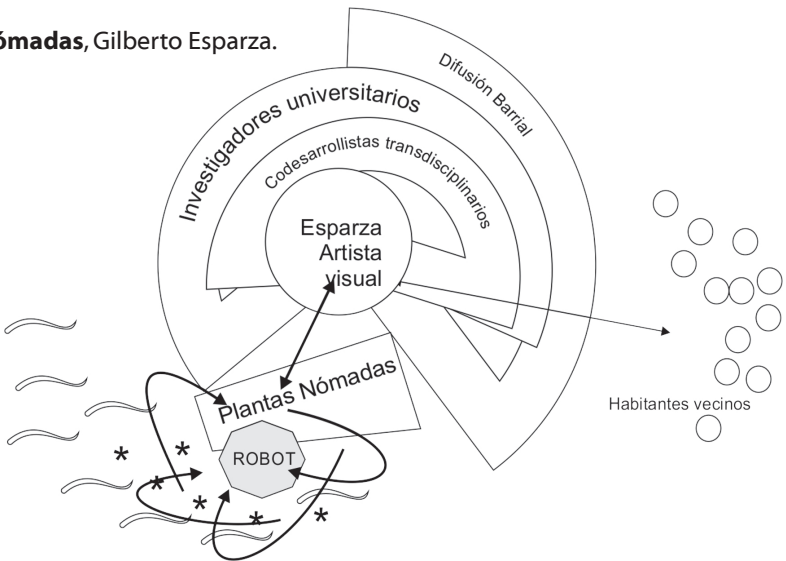 ómadas, Gilberto Esparza.
Difusión Barrial
Investigadores universitarios
Codesarrollistas transdisciplinarios
Esparza
Artista
visual
Plantas Nómadas
ROBOT
Habitantes vecinos